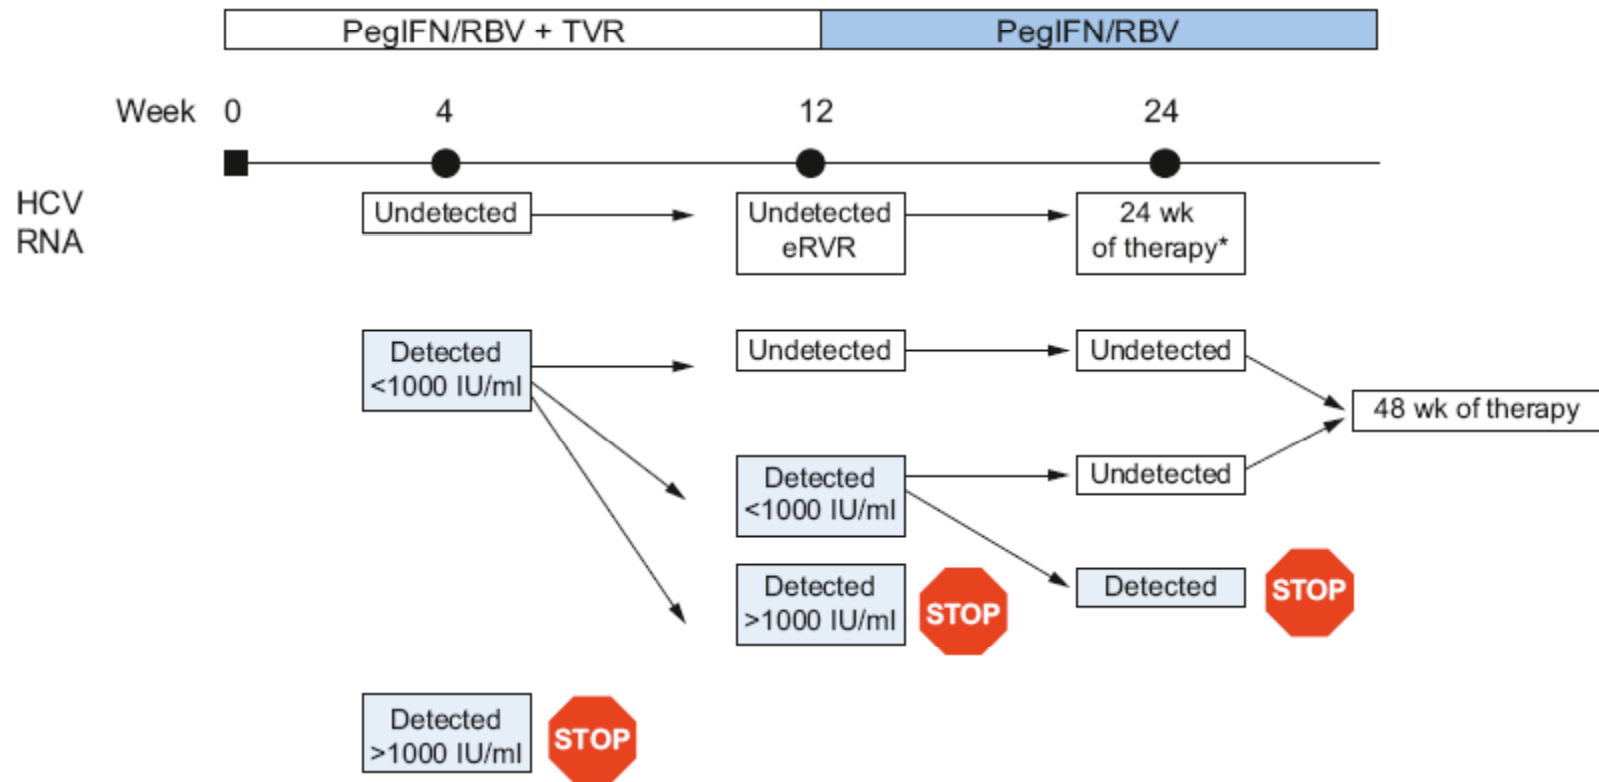 PegIFN/RBV + TVR PegIFN/RBV
Week 0 4 12 24
HCV
RNA
Undetected
Undetected
eRVR
24 wk
of therapy*
Detected
<1000 IU/ml
Undetected
Undetected
48 wk of therapy
Detected
<1000 IU/ml
Undetected
Detected
>1000 IU/ml
STOP
Detected
STOP
Detected
>1000 IU/ml
STOP